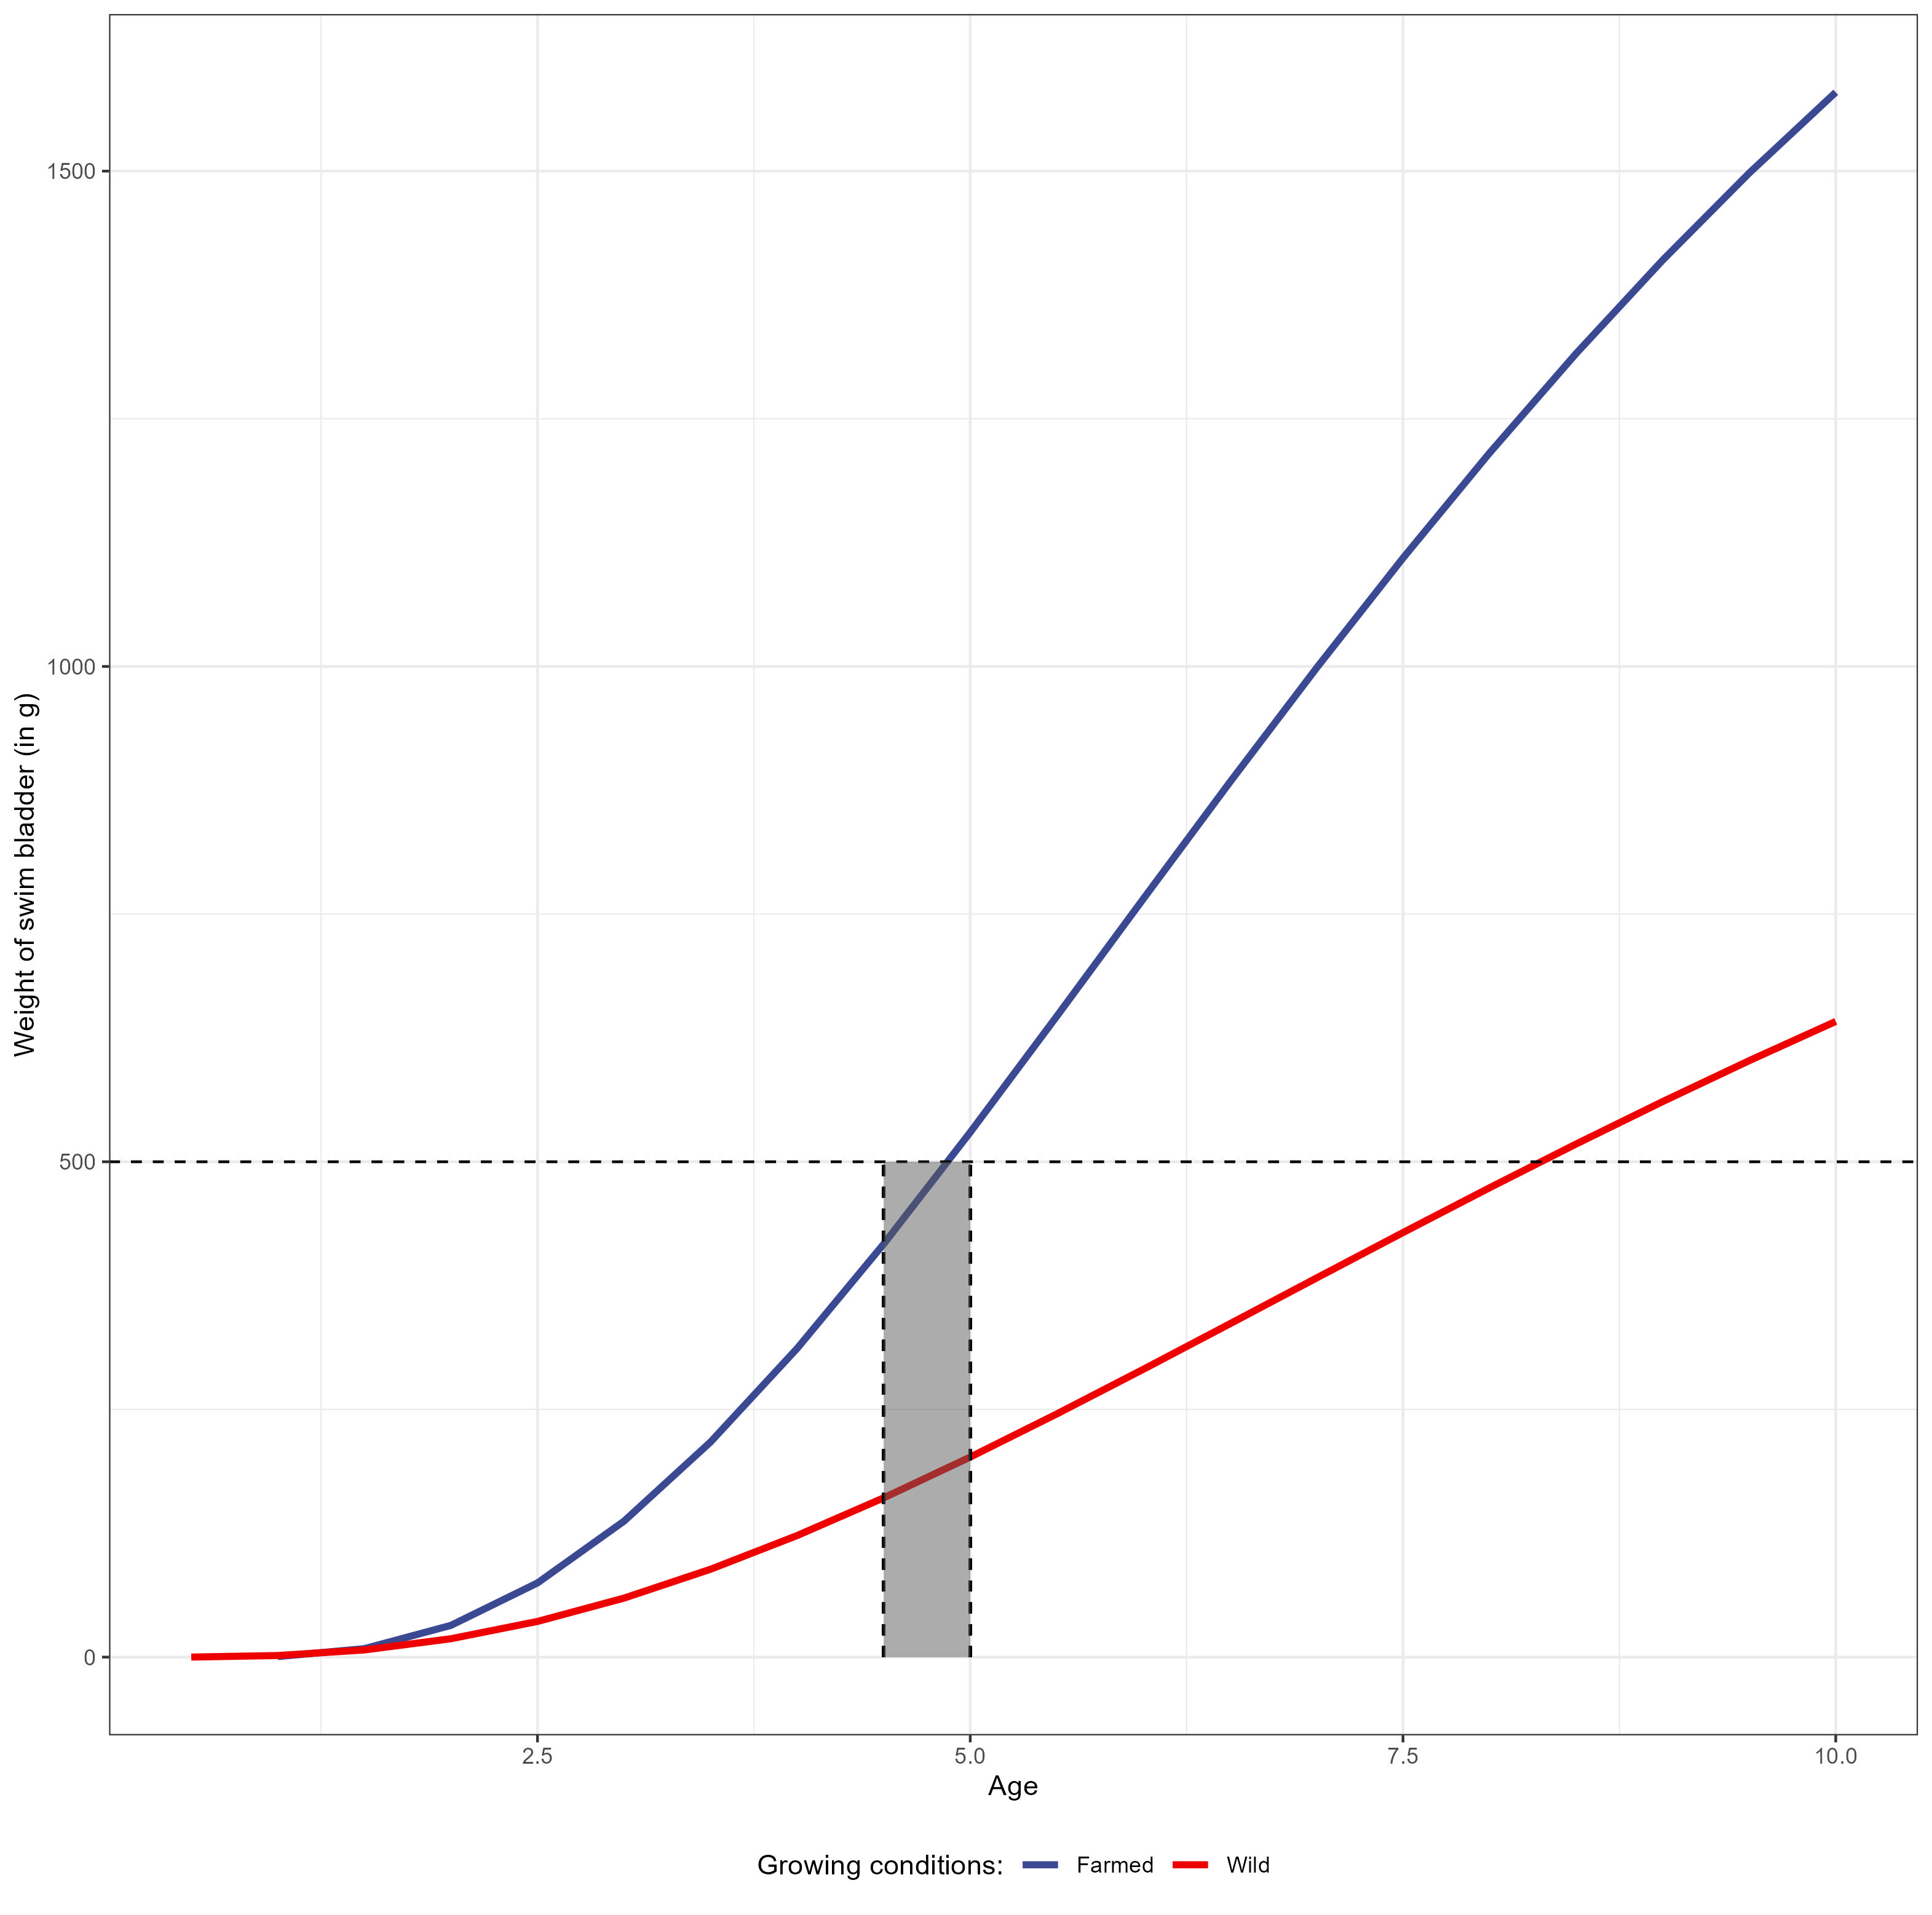 1500
1000
500
0
Weight of swim bladder (in g)
2.5 5.0 7.5 10.0
Age
Growing conditions: Farmed Wild